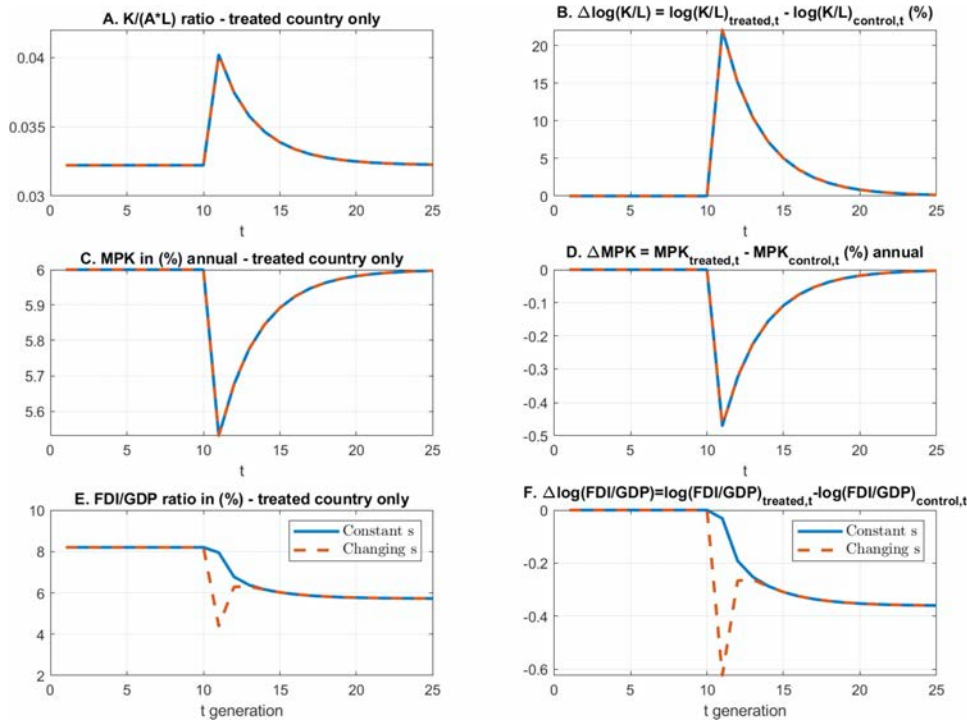 A. K/(A*L) ratio - treated country only
0.04
0.035
0.03
0 5 10 15 20 25
t
B. Δlog(K/L) = log(K/L)treated,t - log(K/L)control,t (%)
20
15
10
5
0
0 5 10 15 20 25
t
C. MPK in (%) annual - treated country only
6
5.9
5.8
5.7
5.6
0 5 10 15 20 25
t
D. ΔMPK = MPKtreated,t - MPKcontrol,t (%) annual
0
-0.1
-0.2
-0.3
-0.4
-0.5
0 5 10 15 20 25
t
E. FDI/GDP ratio in (%) - treated country only
10
8
6
4
2
Constant s
Changing s
0 5 10 15 20 25
t generation
F. Δlog(FDI/GDP)=log(FDI/GDP)treated,t-log(FDI/GDP)control,t
0
-0.2
-0.4
-0.6
Constant s
Changing s
0 5 10 15 20 25
t generation